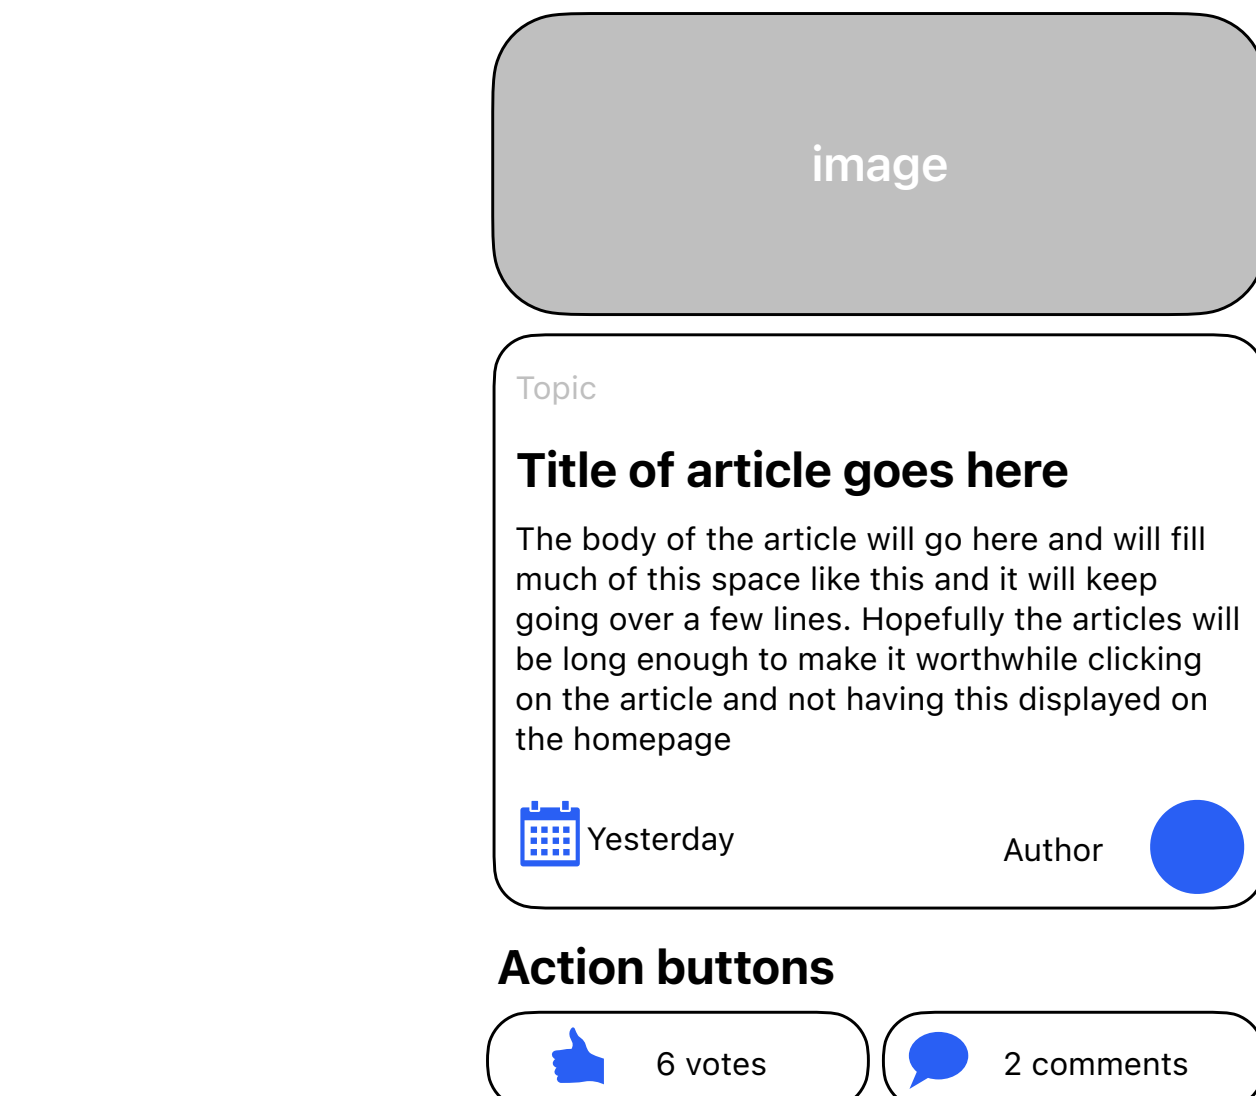 image
Topic
Title of article goes here
The body of the article will go here and will fill
much of this space like this and it will keep
going over a few lines. Hopefully the articles will
be long enough to make it worthwhile clicking
on the article and not having this displayed on
the homepage
Yesterday
Author
Action buttons
6 votes
2 comments